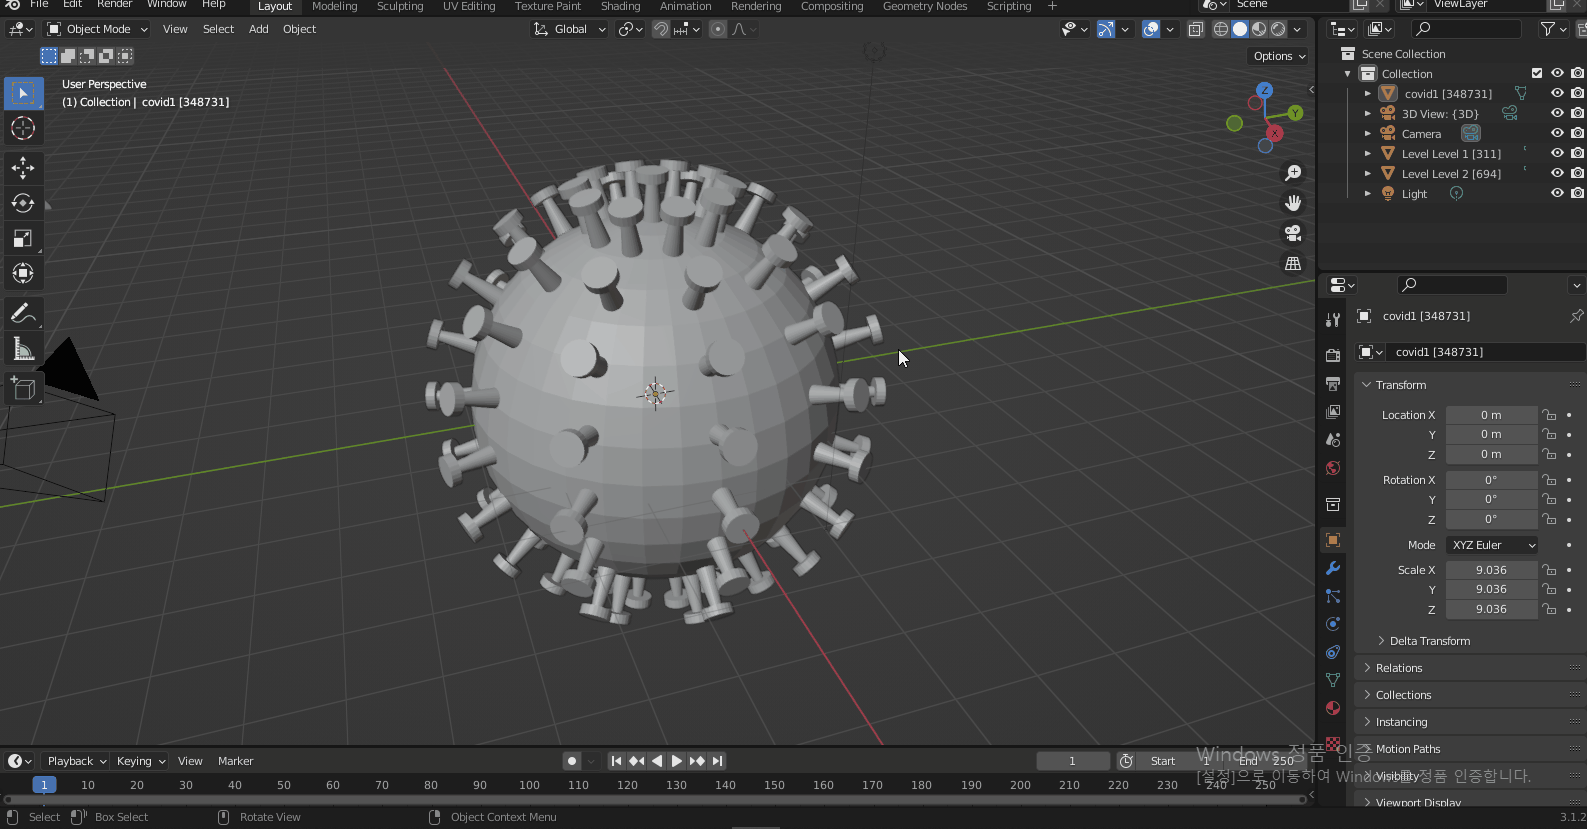 File Edit Render Window Help Layout Modeling Sculpting UV Editing Texture Paint Shading Animation Rendering Compositing Geometry Nodes Scripting + Scene ViewLayer
Object Mode View Select Add Object Global
Options
User Perspective
(1) Collection | covid1 [348731]
Z
Y
X
Scene Collection
Collection
covid1 [348731]
3D View: {3D}
Camera
Level Level 1 [311]
Level Level 2 [694]
Light
covid1 [348731]
covid1 [348731]
Transform
Location X 0 m
Y 0 m
Z 0 m
Rotation X 0°
Y 0°
Z 0°
Mode XYZ Euler
Scale X 9.036
Y 9.036
Z 9.036
Delta Transform
Relations
Collections
Instancing
Motion Paths
Visibility
Viewport Display
Windows 정품 인증
[설정]으로 이동하여 Windows를 정품 인증합니다.
Playback Keying View Marker 1 Start 1 End 250
1 10 20 30 40 50 60 70 80 90 100 110 120 130 140 150 160 170 180 190 200 210 220 230 240 250
Select Box Select Rotate View Object Context Menu 3.1.2